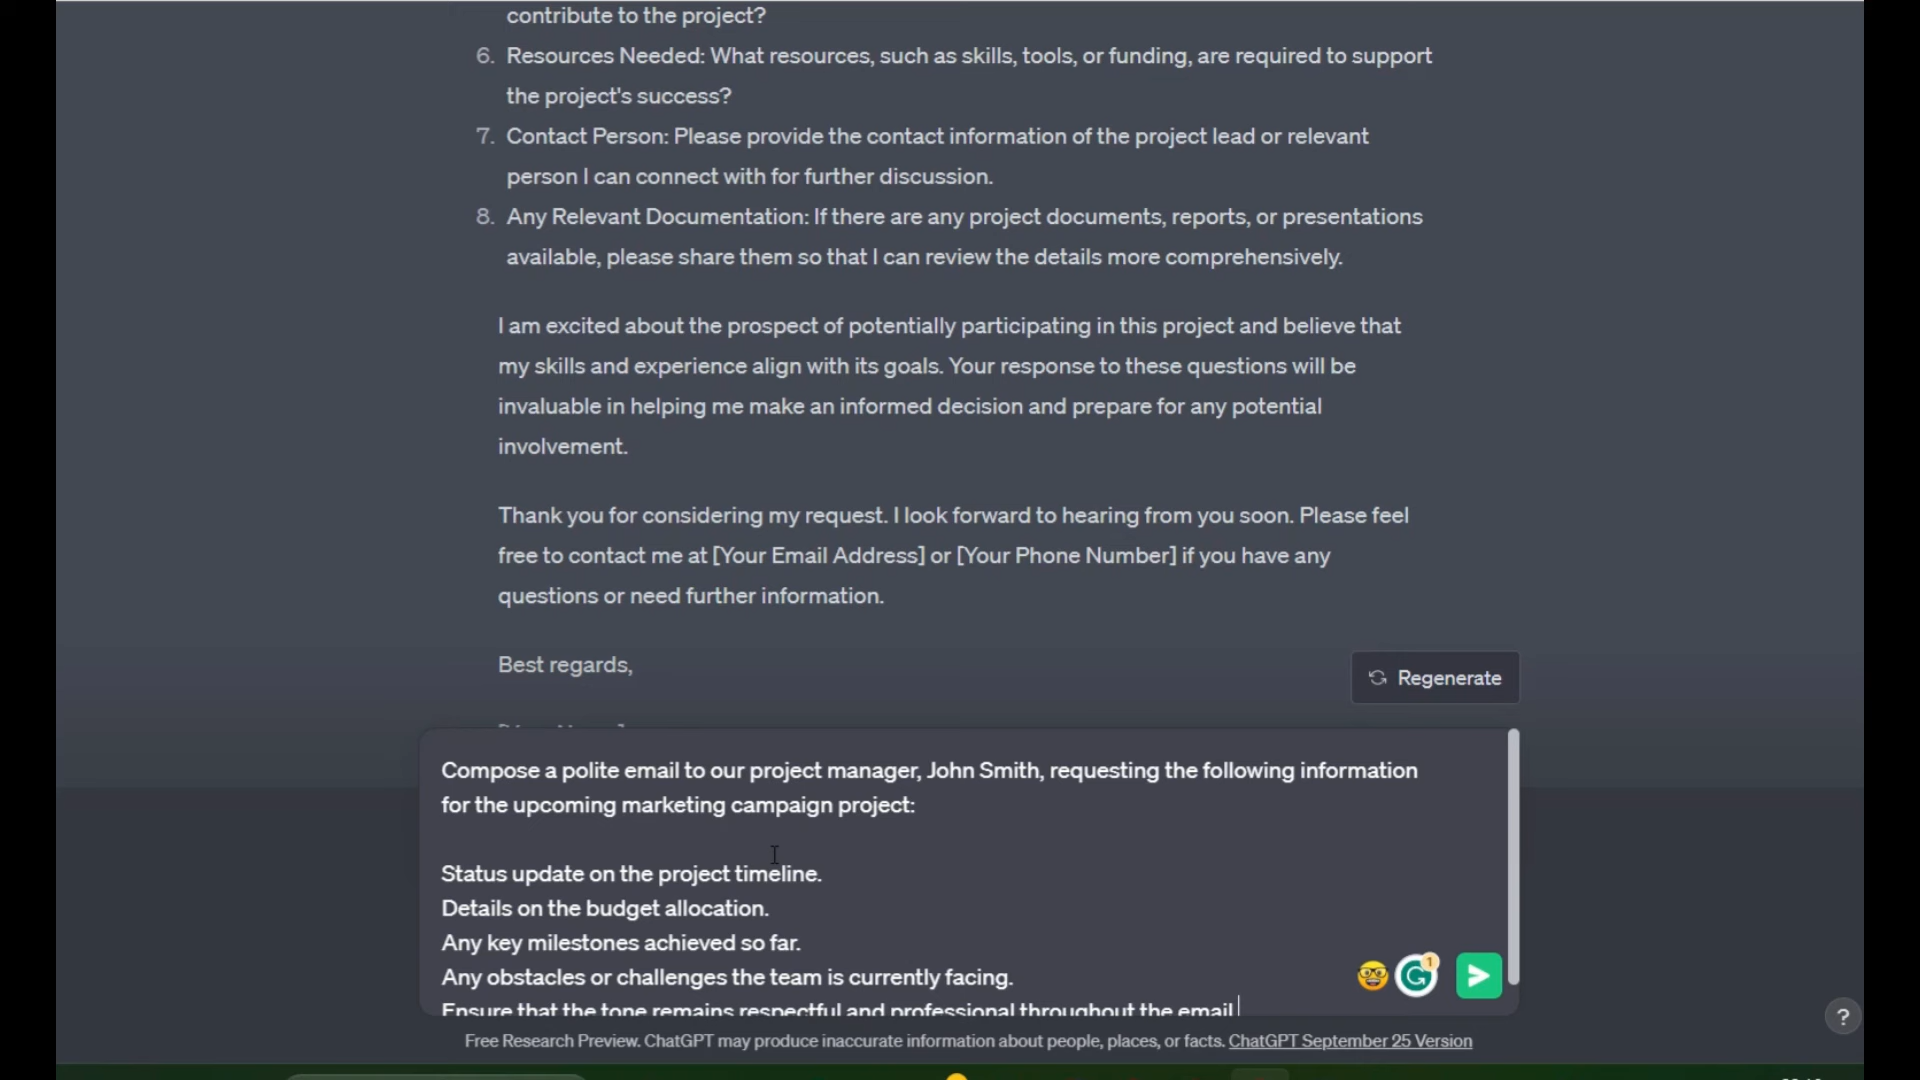 contribute to the project?
6. Resources Needed: What resources, such as skills, tools, or funding, are required to support
the project's success?
7. Contact Person: Please provide the contact information of the project lead or relevant
person I can connect with for further discussion.
8. Any Relevant Documentation: If there are any project documents, reports, or presentations
available, please share them so that I can review the details more comprehensively.
I am excited about the prospect of potentially participating in this project and believe that
my skills and experience align with its goals. Your response to these questions will be
invaluable in helping me make an informed decision and prepare for any potential
involvement.
Thank you for considering my request. I look forward to hearing from you soon. Please feel
free to contact me at [Your Email Address] or [Your Phone Number] if you have any
questions or need further information.
Best regards,
Regenerate
Compose a polite email to our project manager, John Smith, requesting the following information
for the upcoming marketing campaign project:
Status update on the project timeline.
Details on the budget allocation.
Any key milestones achieved so far.
Any obstacles or challenges the team is currently facing.
Ensure that the tone remains respectful and professional throughout the email.
1
?
Free Research Preview. ChatGPT may produce inaccurate information about people, places, or facts. ChatGPT September 25 Version